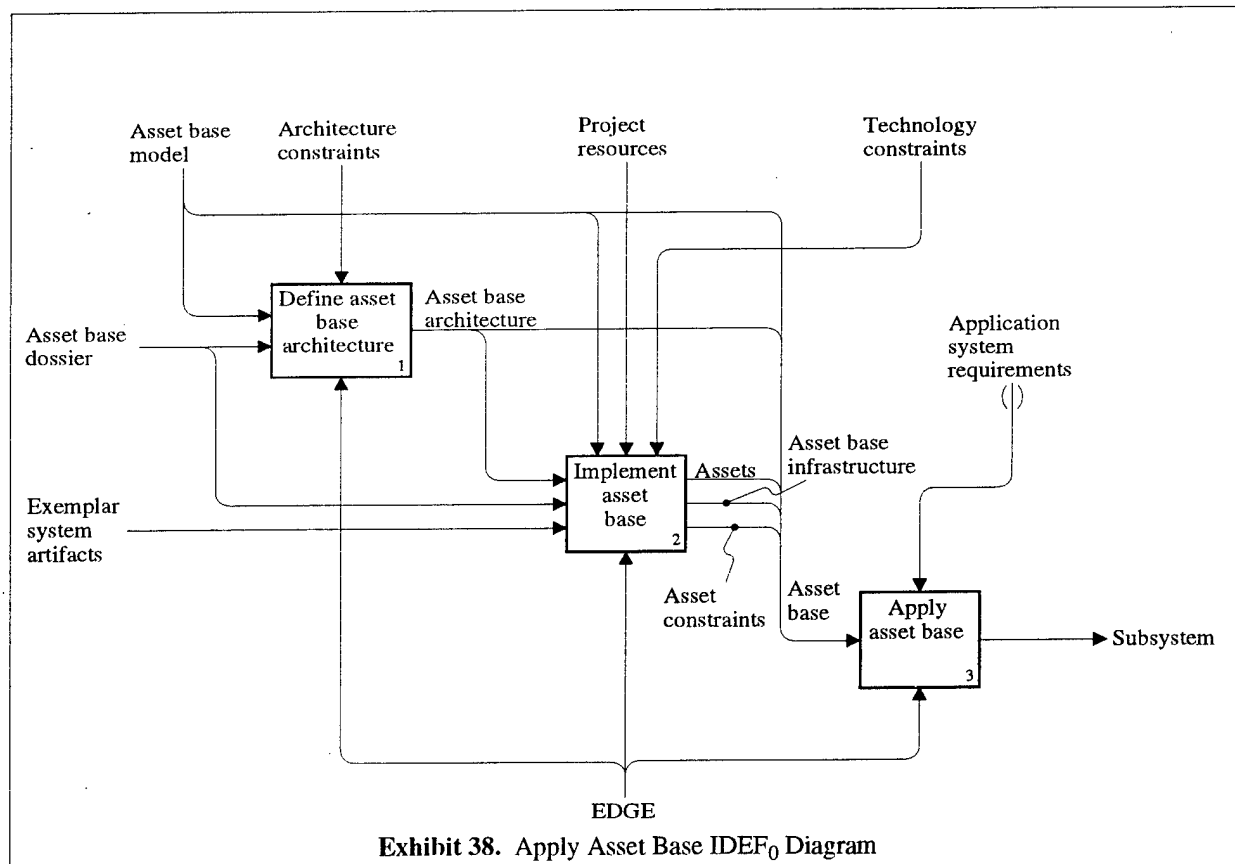 Asset base
model
Architecture
constraints
Project
resources
Technology
constraints
Define asset
base
architecture
1
Asset base
architecture
Asset base
dossier
Application
system
requirements
( )
Asset base
infrastructure
Implement
asset
base
2
Assets
Exemplar
system
artifacts
Asset
constraints
Asset
base
Apply
asset base
3
Subsystem
EDGE
Exhibit 38. Apply Asset Base IDEF0 Diagram